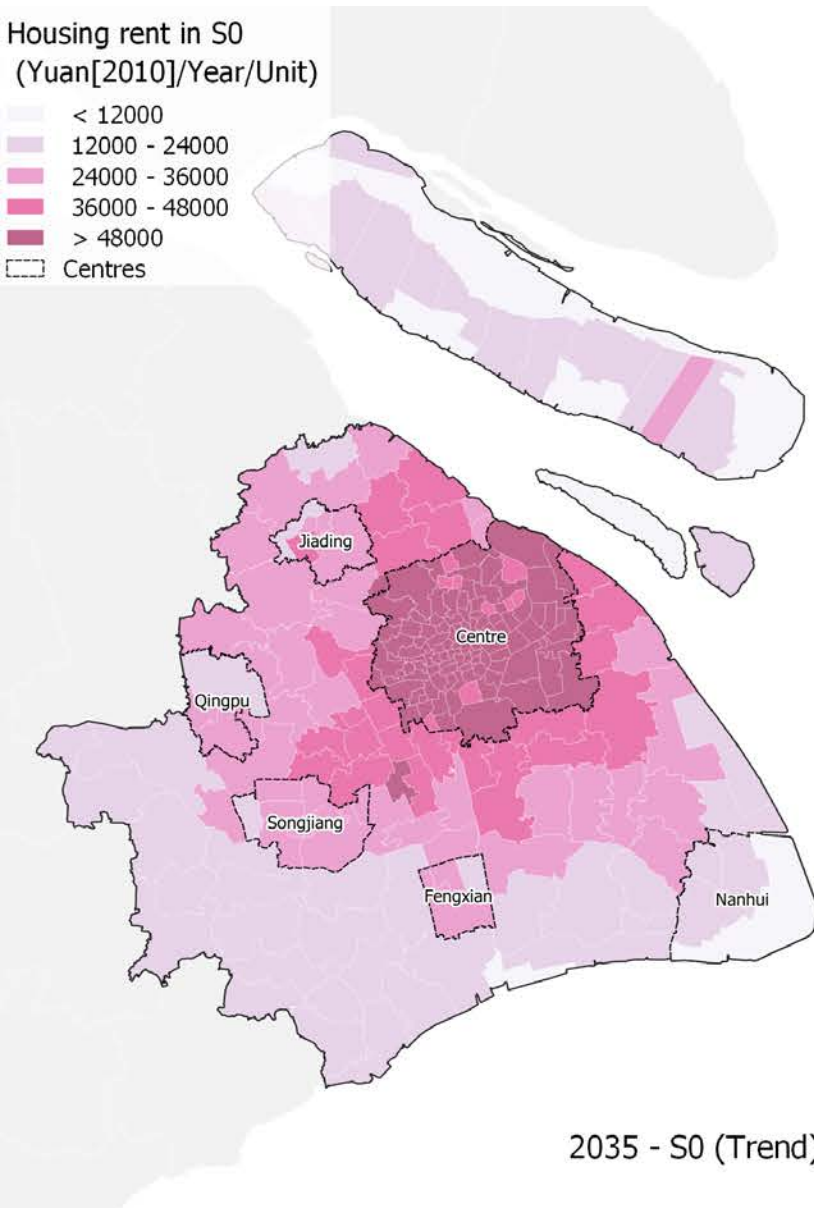 Housing rent in S0
(Yuan[2010]/Year/Unit)
< 12000
12000 - 24000
24000 - 36000
36000 - 48000
> 48000
Centres
Jiading
Centre
Qingpu
Songjiang
Fengxian
Nanhui
2035 - S0 (Trend)